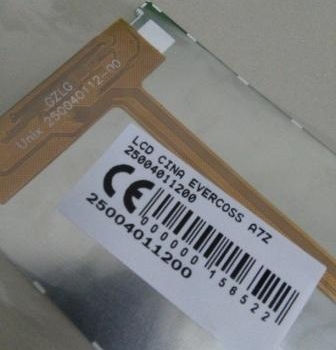 GZLG
Unix 250040112-00
LCD CINA EVERCOSS A7Z
25004011200
CE
000000158522
25004011200